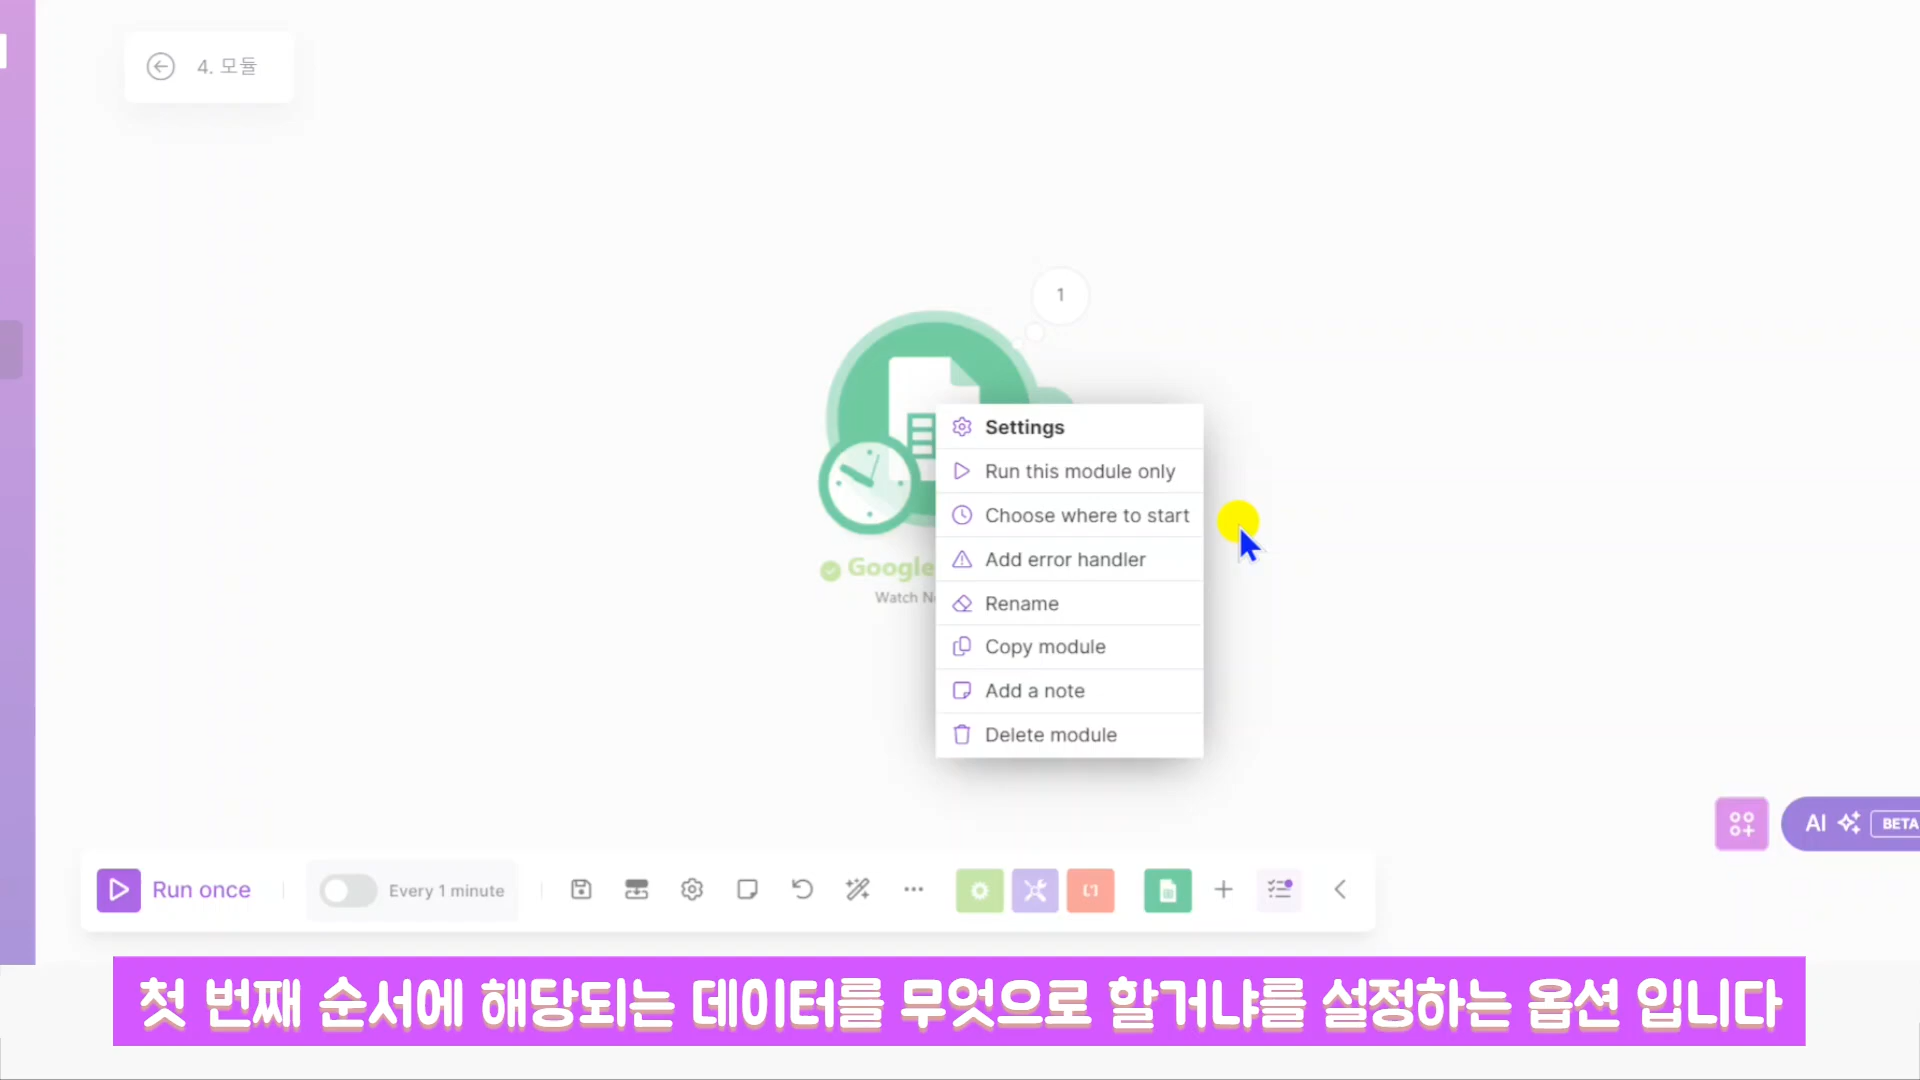 4. 모듈
1
Settings
Run this module only
Choose where to start
Add error handler
Rename
Copy module
Add a note
Delete module
Google
Watch
AI BETA
Run once
Every 1 minute
첫 번째 순서에 해당되는 데이터를 무엇으로 할거냐를 설정하는 옵션 입니다